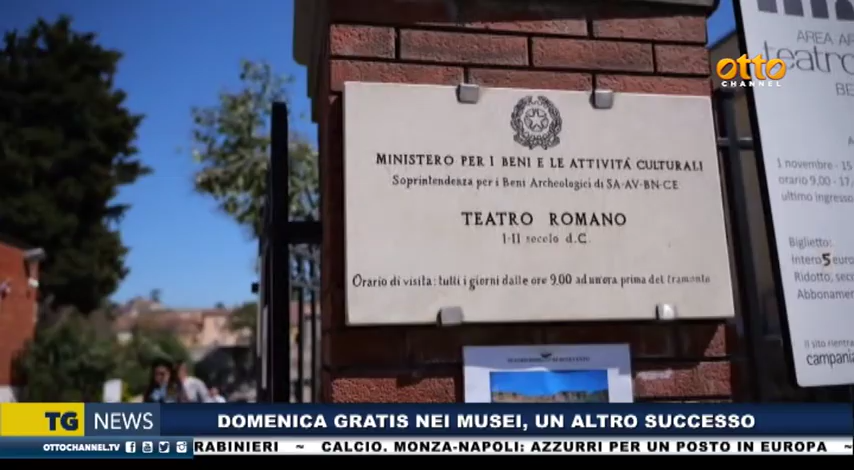 otto
CHANNEL
MINISTERO PER I BENI E LE ATTIVITÁ CULTURALI
Soprintendenza per i Beni Archeologici di SA-AV-BN-CE
TEATRO ROMANO
I-II secolo d.C.
Orario di visita: tutti i giorni dalle ore 9.00 ad un'ora prima del tramonto
AREA AR
teatro
BE
1 novembre - 15
orario 9,00 - 17,
ultimo ingresso
Biglietto:
Intero 5 euro
Ridotto, seco
Abbonamen
Il sito rientra
campania
TG NEWS
DOMENICA GRATIS NEI MUSEI, UN ALTRO SUCCESSO
OTTOCHANNEL.TV
RABINIERI ~ CALCIO. MONZA-NAPOLI: AZZURRI PER UN POSTO IN EUROPA ~